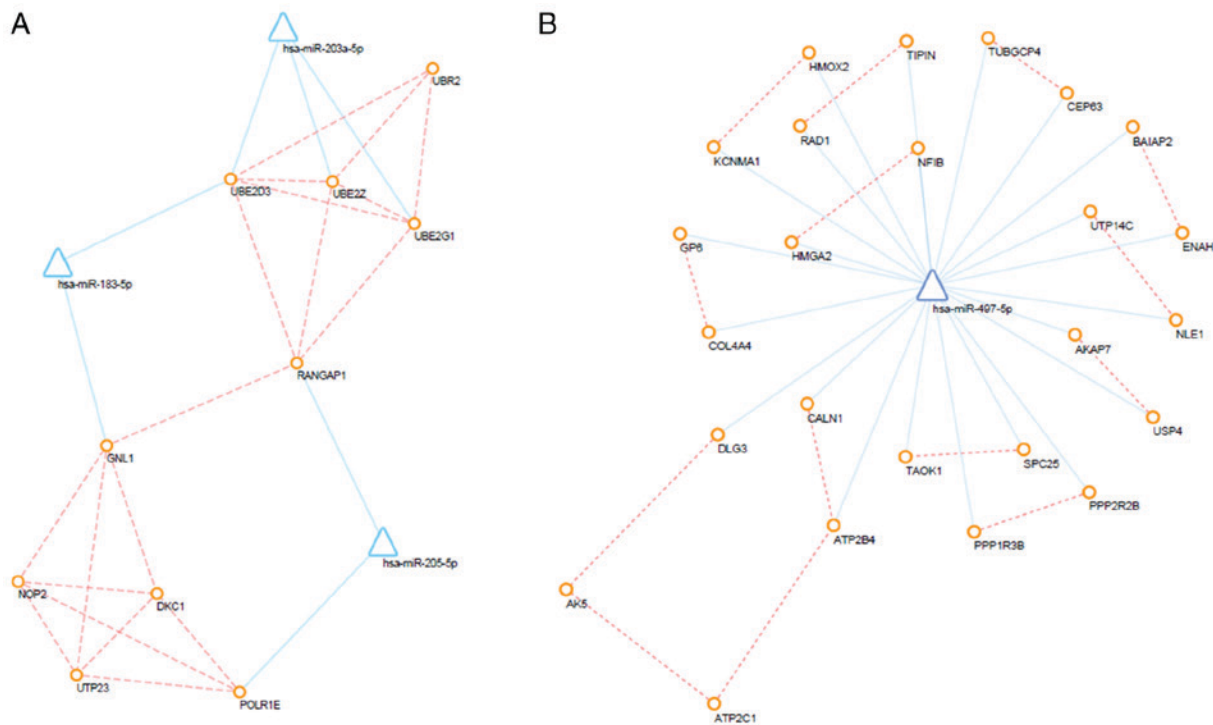 A
hsa-miR-203a-5p
UBR2
UBE2D3
UBE2Z
UBE2G1
hsa-miR-183-5p
RANGAP1
GNL1
hsa-miR-205-5p
NOP2
DKC1
UTP23
POLR1E
B
HMOX2
TIPIN
TUBGCP4
CEP63
KCNMA1
RAD1
NFIB
BAIAP2
GP6
HMGA2
UTP14C
ENAH
hsa-miR-497-5p
COL4A4
AKAP7
NLE1
CALN1
DLG3
USP4
TAOK1
SPC25
PPP2R2B
ATP2B4
PPP1R3B
AK5
ATP2C1